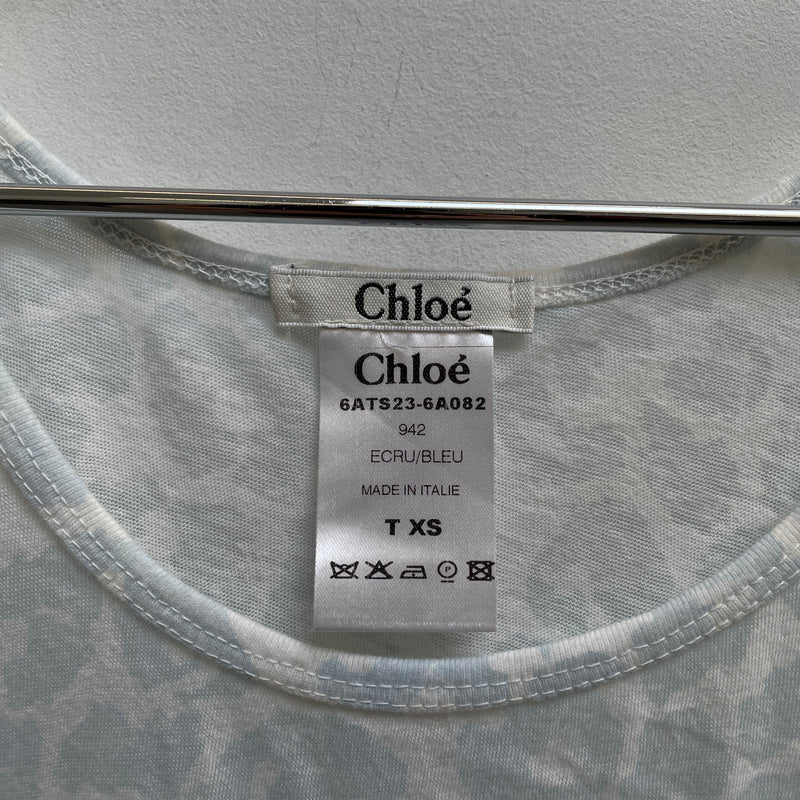 Chloé
Chloé
6ATS23-6A082
942
ECRU/BLEU
MADE IN ITALIE
T XS
P